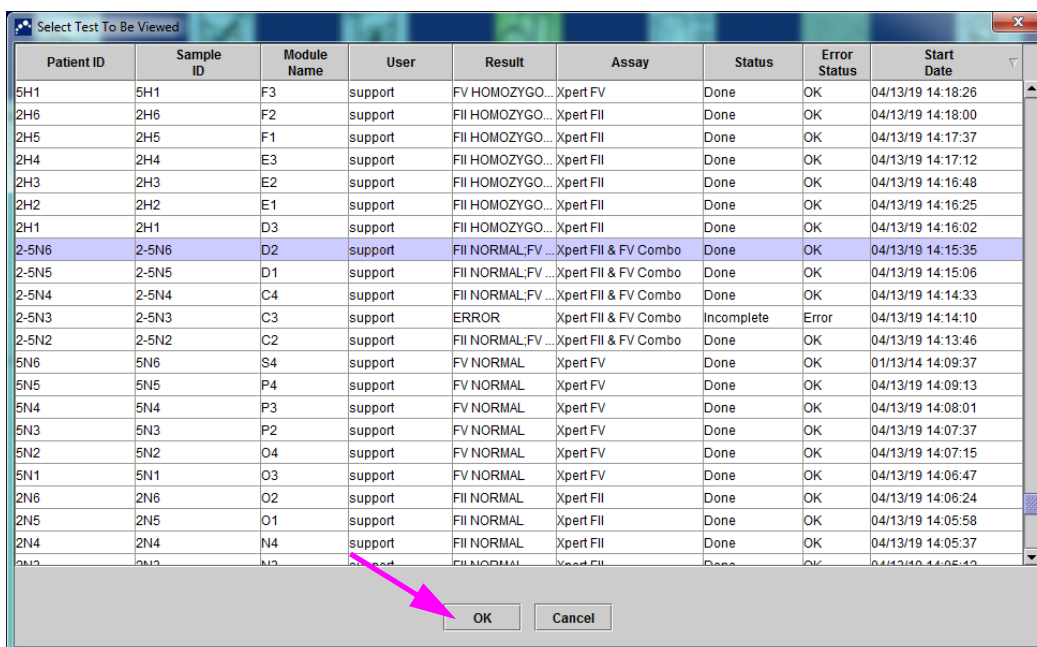 Select Test To Be Viewed
Patient ID Sample ID Module Name User Result Assay Status Error Status Start Date
5H1 5H1 F3 support FV HOMOZYGO... Xpert FV Done OK 04/13/19 14:18:26
2H6 2H6 F2 support FII HOMOZYGO... Xpert FII Done OK 04/13/19 14:18:00
2H5 2H5 F1 support FII HOMOZYGO... Xpert FII Done OK 04/13/19 14:17:37
2H4 2H4 E3 support FII HOMOZYGO... Xpert FII Done OK 04/13/19 14:17:12
2H3 2H3 E2 support FII HOMOZYGO... Xpert FII Done OK 04/13/19 14:16:48
2H2 2H2 E1 support FII HOMOZYGO... Xpert FII Done OK 04/13/19 14:16:25
2H1 2H1 D3 support FII HOMOZYGO... Xpert FII Done OK 04/13/19 14:16:02
2-5N6 2-5N6 D2 support FII NORMAL;FV ... Xpert FII & FV Combo Done OK 04/13/19 14:15:35
2-5N5 2-5N5 D1 support FII NORMAL;FV ... Xpert FII & FV Combo Done OK 04/13/19 14:15:06
2-5N4 2-5N4 C4 support FII NORMAL;FV ... Xpert FII & FV Combo Done OK 04/13/19 14:14:33
2-5N3 2-5N3 C3 support ERROR Xpert FII & FV Combo Incomplete Error 04/13/19 14:14:10
2-5N2 2-5N2 C2 support FII NORMAL;FV ... Xpert FII & FV Combo Done OK 04/13/19 14:13:46
5N6 5N6 S4 support FV NORMAL Xpert FV Done OK 01/13/14 14:09:37
5N5 5N5 P4 support FV NORMAL Xpert FV Done OK 04/13/19 14:09:13
5N4 5N4 P3 support FV NORMAL Xpert FV Done OK 04/13/19 14:08:01
5N3 5N3 P2 support FV NORMAL Xpert FV Done OK 04/13/19 14:07:37
5N2 5N2 O4 support FV NORMAL Xpert FV Done OK 04/13/19 14:07:15
5N1 5N1 O3 support FV NORMAL Xpert FV Done OK 04/13/19 14:06:47
2N6 2N6 O2 support FII NORMAL Xpert FII Done OK 04/13/19 14:06:24
2N5 2N5 O1 support FII NORMAL Xpert FII Done OK 04/13/19 14:05:58
2N4 2N4 N4 support FII NORMAL Xpert FII Done OK 04/13/19 14:05:37
OK Cancel